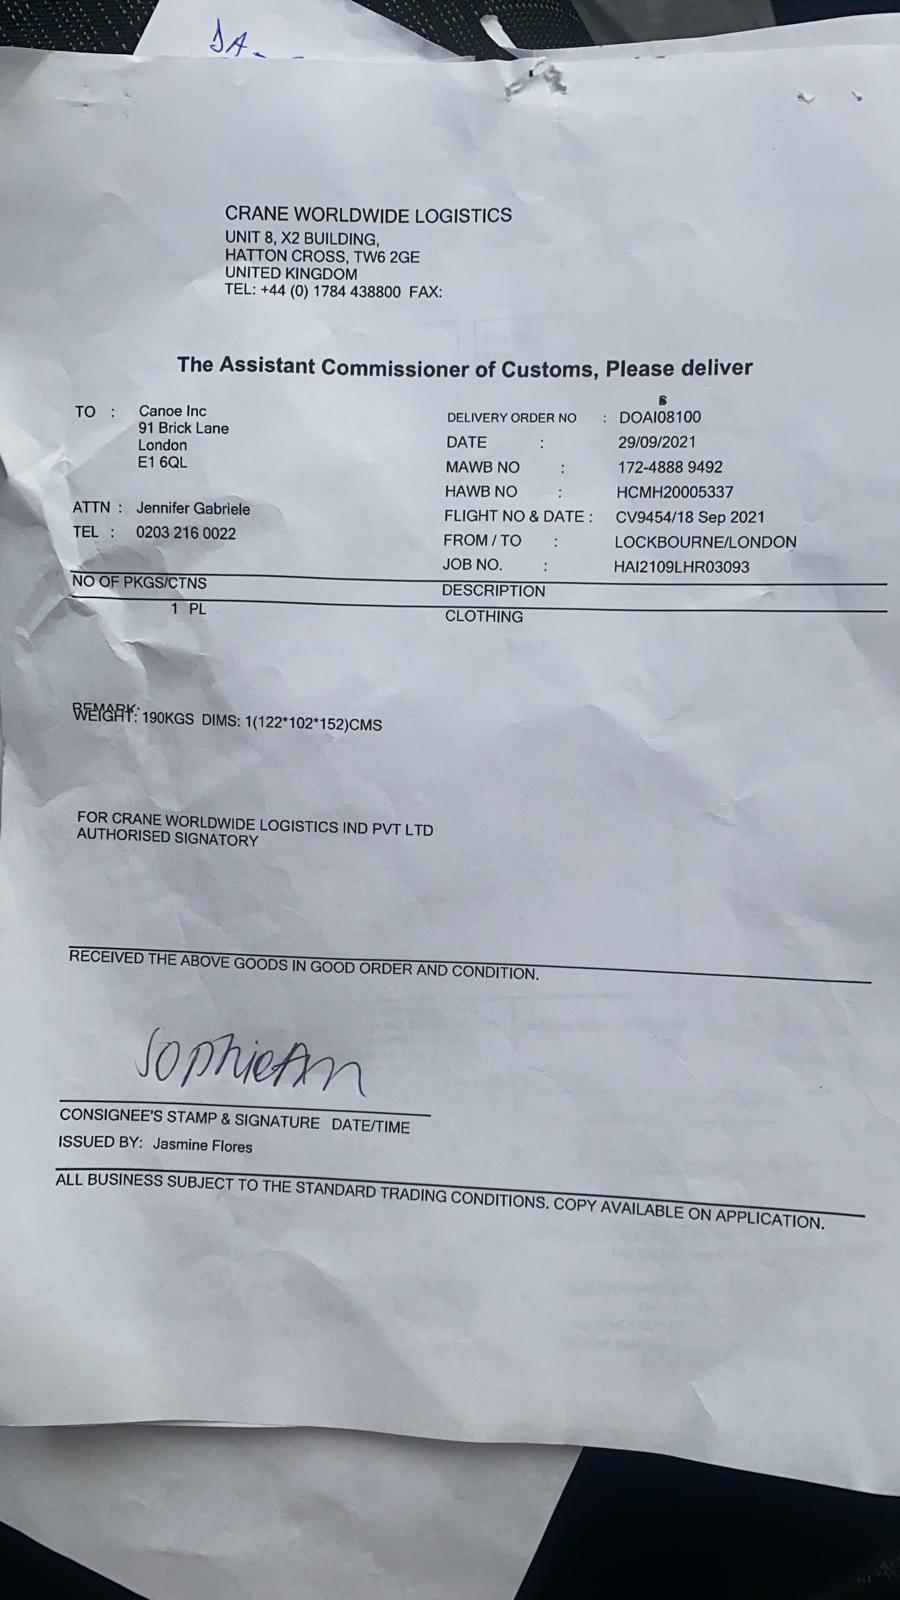 JA.
CRANE WORLDWIDE LOGISTICS
UNIT 8, X2 BUILDING,
HATTON CROSS, TW6 2GE
UNITED KINGDOM
TEL: +44 (0) 1784 438800 FAX:
The Assistant Commissioner of Customs, Please deliver
TO : Canoe Inc
91 Brick Lane
London
E1 6QL
ATTN : Jennifer Gabriele
TEL : 0203 216 0022
DELIVERY ORDER NO : DOAI08100
DATE : 29/09/2021
MAWB NO : 172-4888 9492
HAWB NO : HCMH20005337
FLIGHT NO & DATE : CV9454/18 Sep 2021
FROM / TO : LOCKBOURNE/LONDON
JOB NO. : HAI2109LHR03093
NO OF PKGS/CTNS DESCRIPTION
1 PL CLOTHING
REMARK:
WEIGHT: 190KGS DIMS: 1(122*102*152)CMS
FOR CRANE WORLDWIDE LOGISTICS IND PVT LTD
AUTHORISED SIGNATORY
RECEIVED THE ABOVE GOODS IN GOOD ORDER AND CONDITION.
SophieAn
CONSIGNEE'S STAMP & SIGNATURE DATE/TIME
ISSUED BY: Jasmine Flores
ALL BUSINESS SUBJECT TO THE STANDARD TRADING CONDITIONS. COPY AVAILABLE ON APPLICATION.